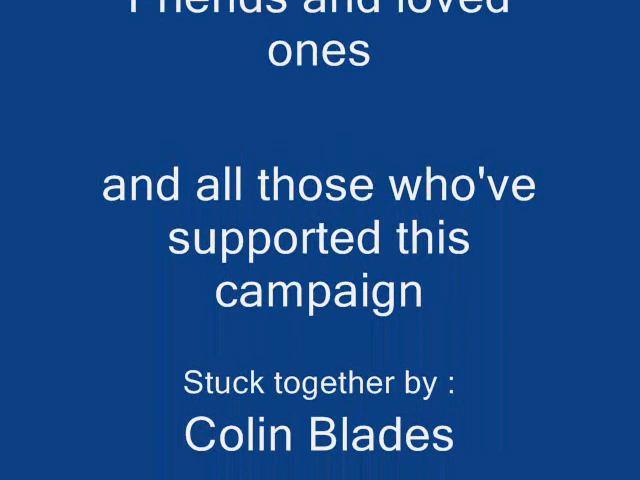 Friends and loved
ones
and all those who've
supported this
campaign
Stuck together by :
Colin Blades